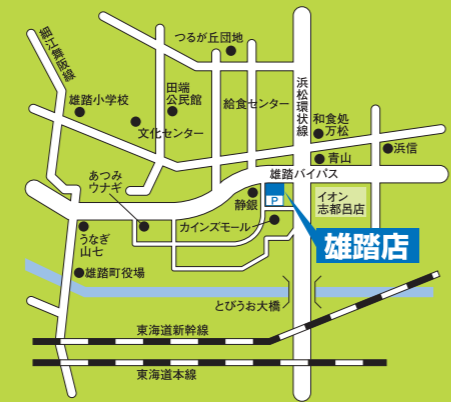 つるが丘団地
細江舞阪線
浜松環状線
田端
公民館
雄踏小学校
給食センター
文化センター
和食処
万松
浜信
青山
雄踏バイパス
あつみ
ウナギ
静銀
P
イオン
志都呂店
カインズモール
うなぎ
山七
雄踏店
雄踏町役場
とびうお大橋
東海道新幹線
東海道本線